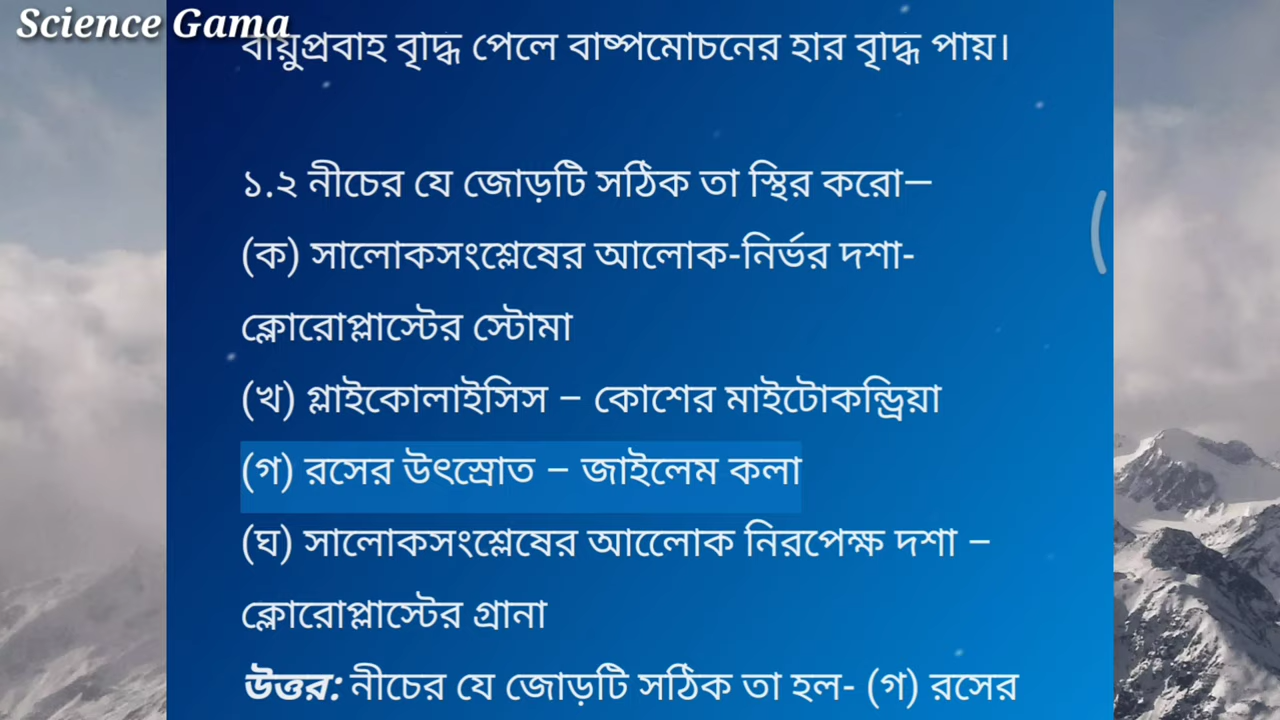 Science Gama
বায়ুপ্রবাহ বৃদ্ধি পেলে বাষ্পমোচনের হার বৃদ্ধি পায়।
১.২ নীচের যে জোড়টি সঠিক তা স্থির করো—
(ক) সালোকসংশ্লেষের আলোক-নির্ভর দশা-
ক্লোরোপ্লাস্টের স্টোমা
(খ) গ্লাইকোলাইসিস – কোশের মাইটোকন্ড্রিয়া
(গ) রসের উৎস্রোত – জাইলেম কলা
(ঘ) সালোকসংশ্লেষের আলোেক নিরপেক্ষ দশা –
ক্লোরোপ্লাস্টের গ্রানা
উত্তর: নীচের যে জোড়টি সঠিক তা হল- (গ) রসের